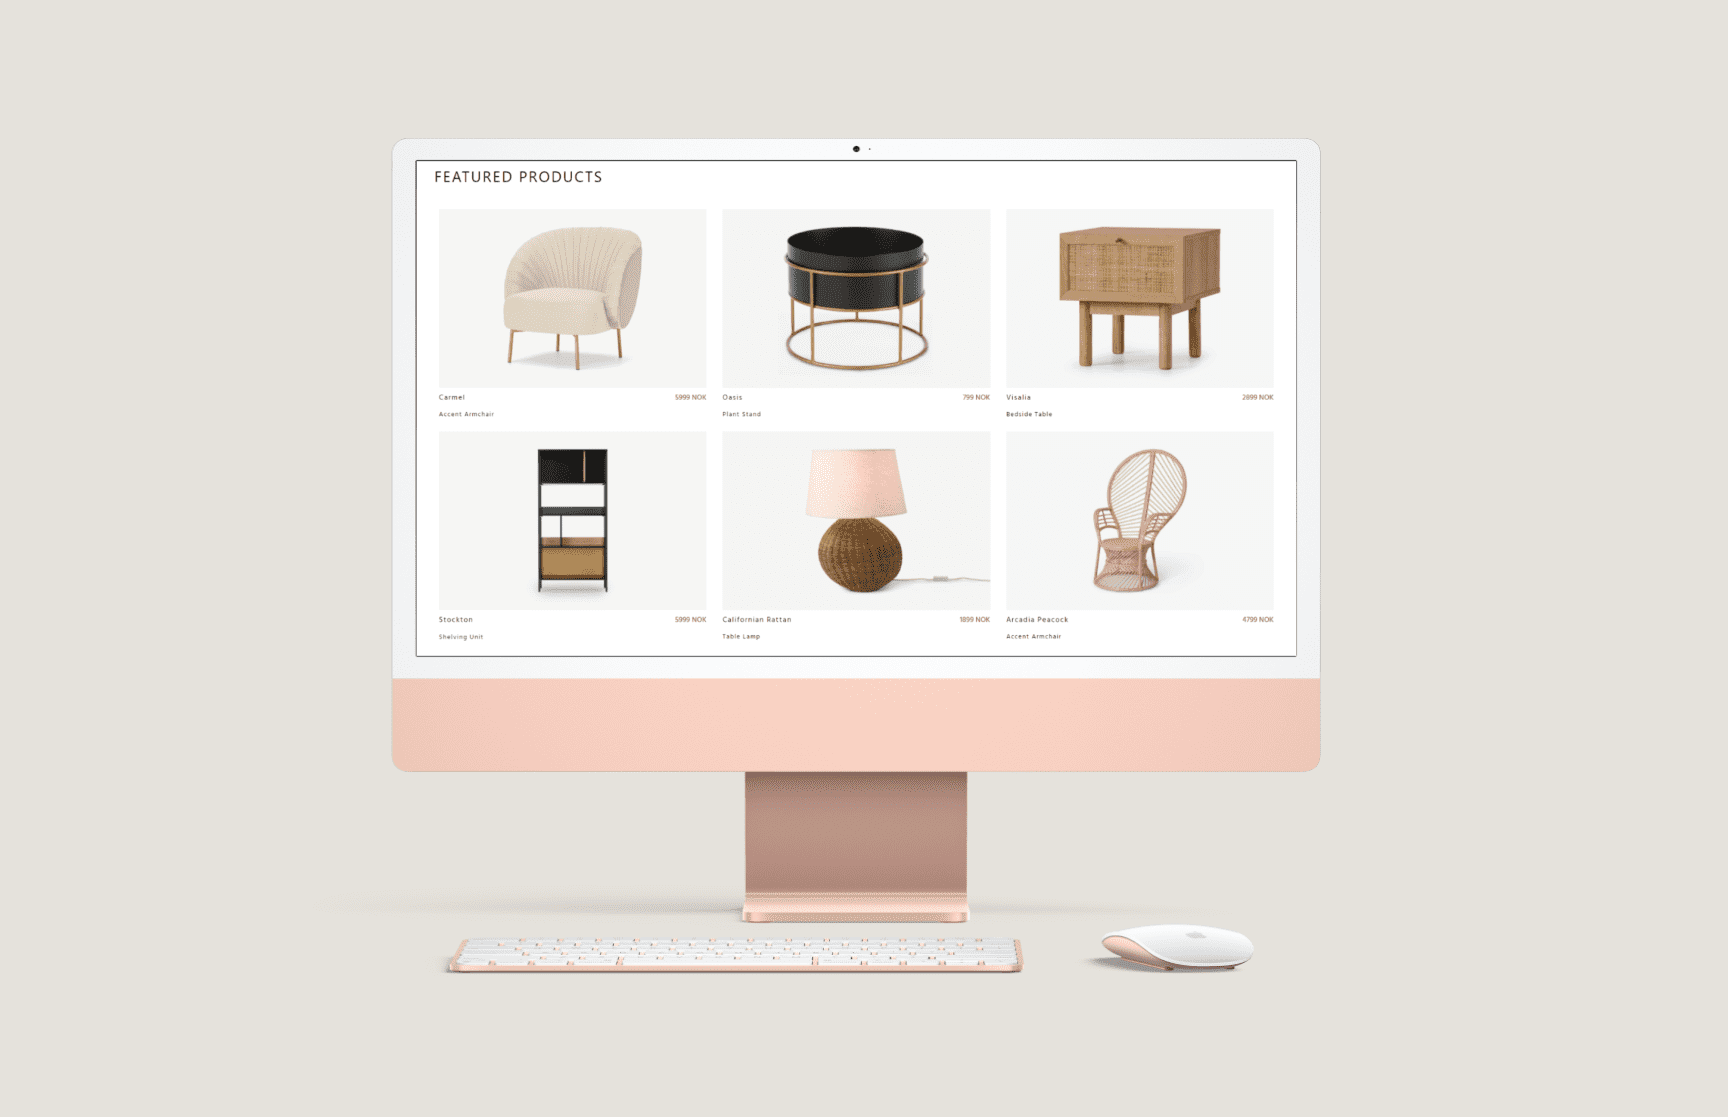 FEATURED PRODUCTS
Carmel 5999 NOK
Accent Armchair
Oasis 799 NOK
Plant Stand
Visalia 2899 NOK
Bedside Table
Stockton 5999 NOK
Shelving Unit
Californian Rattan 1899 NOK
Table Lamp
Arcadia Peacock 4799 NOK
Accent Armchair